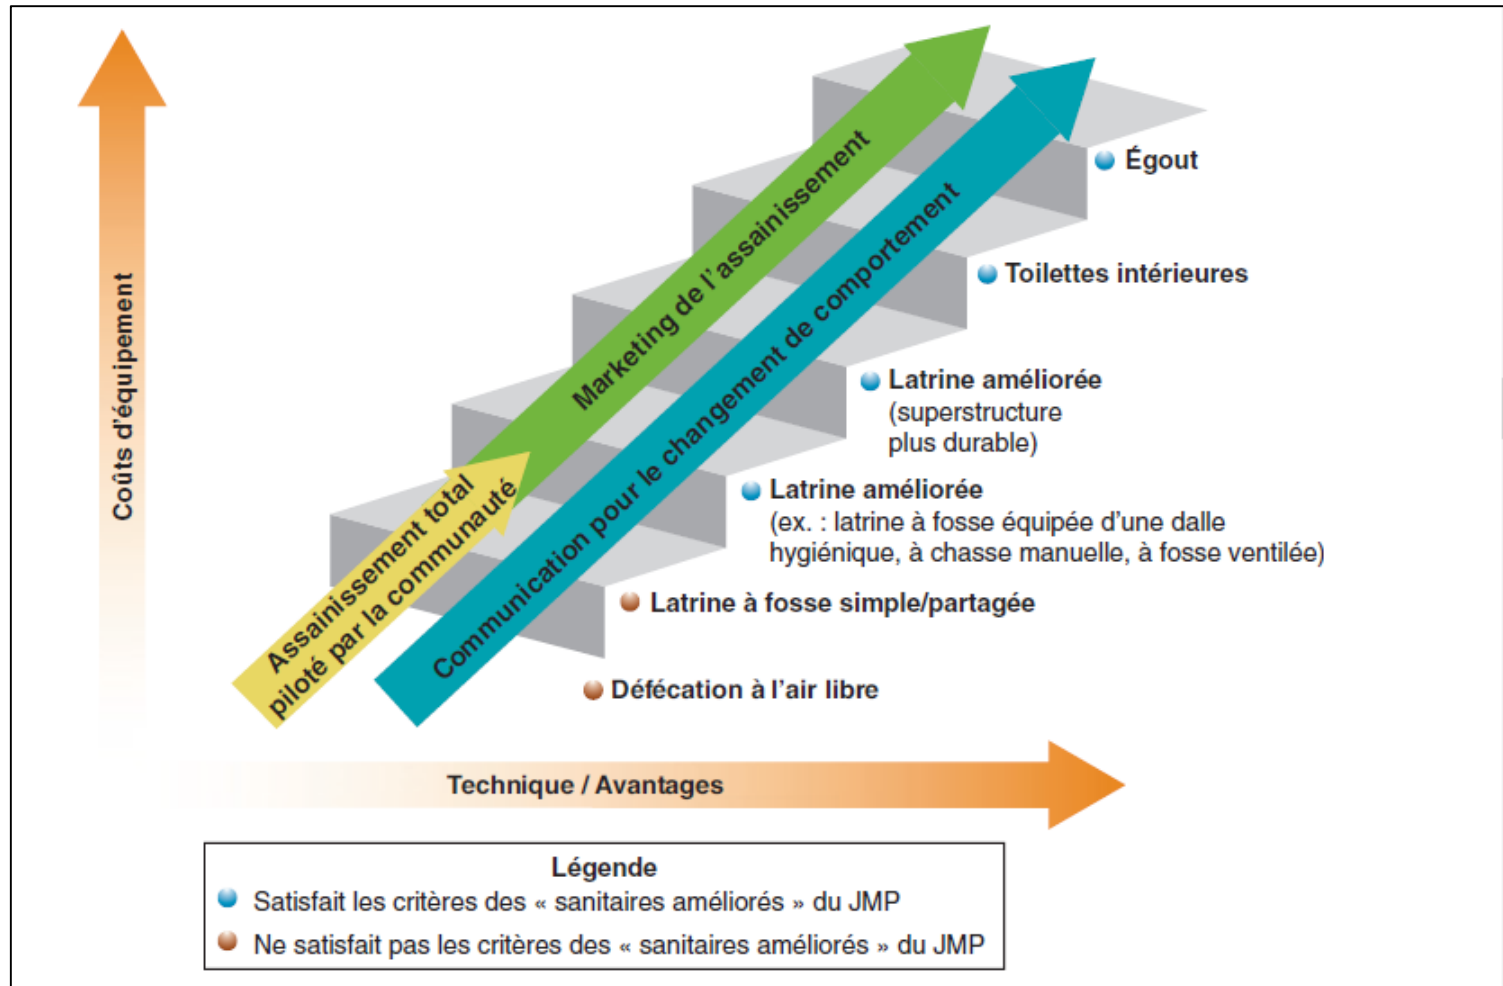 Coûts d’équipement
Assainissement total
piloté par la communauté
Marketing de l’assainissement
Communication pour le changement de comportement
Égout
Toilettes intérieures
Latrine améliorée
(superstructure
plus durable)
Latrine améliorée
(ex. : latrine à fosse équipée d’une dalle
hygiénique, à chasse manuelle, à fosse ventilée)
Latrine à fosse simple/partagée
Défécation à l’air libre
Technique / Avantages
Légende
Satisfait les critères des « sanitaires améliorés » du JMP
Ne satisfait pas les critères des « sanitaires améliorés » du JMP